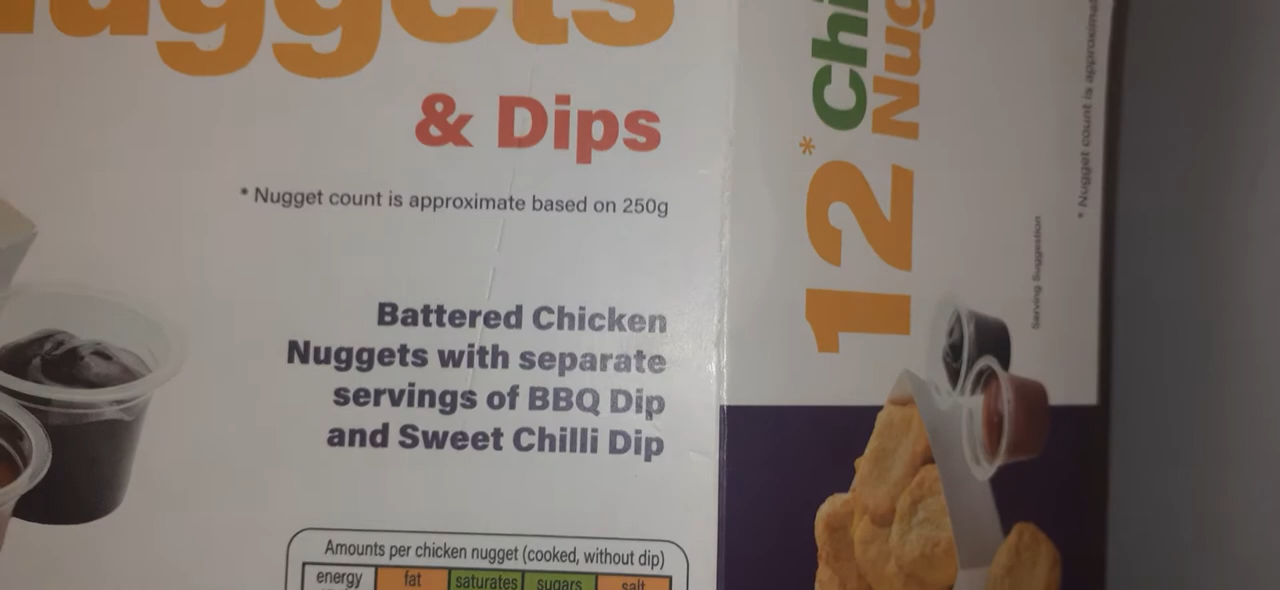 Nuggets
& Dips
* Nugget count is approximate based on 250g
Battered Chicken
Nuggets with separate
servings of BBQ Dip
and Sweet Chilli Dip
Amounts per chicken nugget (cooked, without dip)
energy fat saturates sugars salt
12* Chi
Nug
Serving Suggestion
* Nugget count is approximat